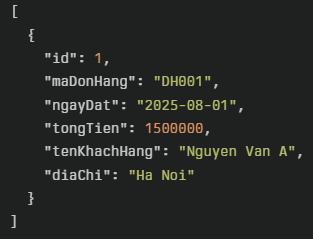 [
  {
    "id": 1,
    "maDonHang": "DH001",
    "ngayDat": "2025-08-01",
    "tongTien": 1500000,
    "tenKhachHang": "Nguyen Van A",
    "diaChi": "Ha Noi"
  }
]